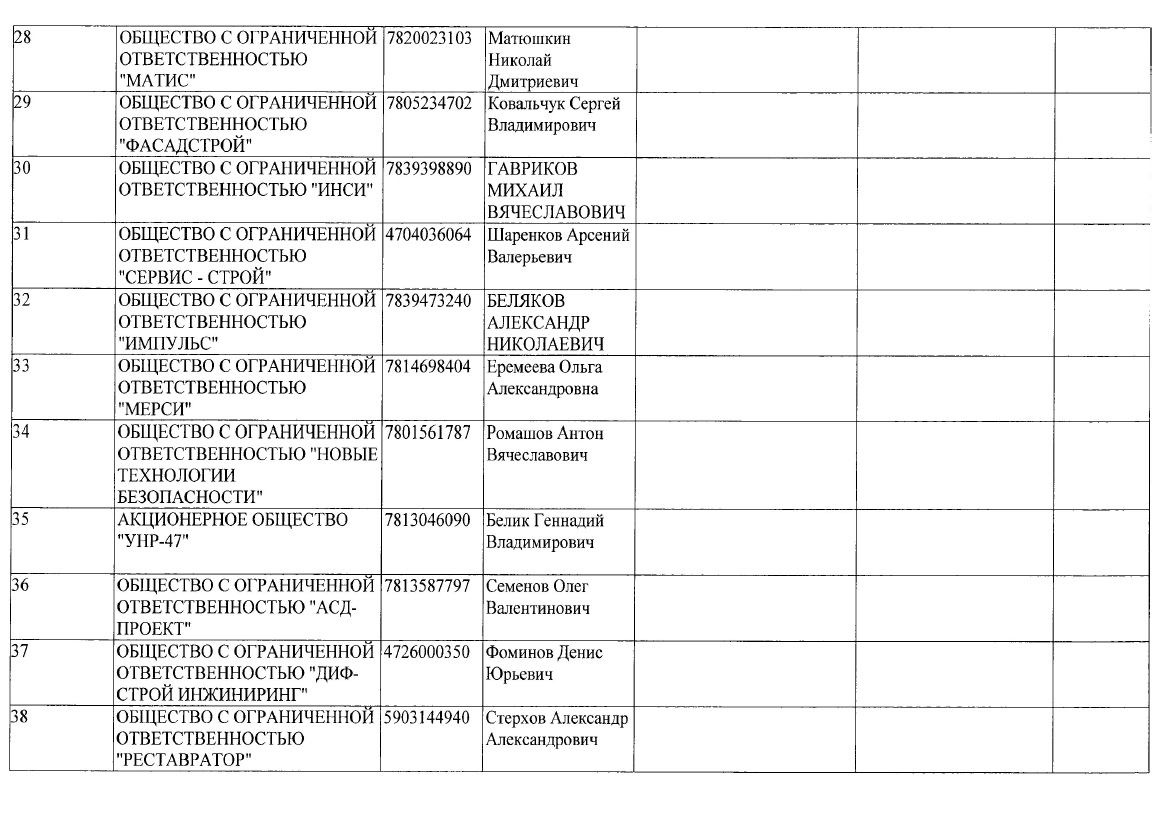 28 ОБЩЕСТВО С ОГРАНИЧЕННОЙ 7820023103 Матюшкин
ОТВЕТСТВЕННОСТЬЮ Николай
"МАТИС" Дмитриевич
29 ОБЩЕСТВО С ОГРАНИЧЕННОЙ 7805234702 Ковальчук Сергей
ОТВЕТСТВЕННОСТЬЮ Владимирович
"ФАСАДСТРОЙ"
30 ОБЩЕСТВО С ОГРАНИЧЕННОЙ 7839398890 ГАВРИКОВ
ОТВЕТСТВЕННОСТЬЮ "ИНСИ" МИХАИЛ
ВЯЧЕСЛАВОВИЧ
31 ОБЩЕСТВО С ОГРАНИЧЕННОЙ 4704036064 Шаренков Арсений
ОТВЕТСТВЕННОСТЬЮ Валерьевич
"СЕРВИС - СТРОЙ"
32 ОБЩЕСТВО С ОГРАНИЧЕННОЙ 7839473240 БЕЛЯКОВ
ОТВЕТСТВЕННОСТЬЮ АЛЕКСАНДР
"ИМПУЛЬС" НИКОЛАЕВИЧ
33 ОБЩЕСТВО С ОГРАНИЧЕННОЙ 7814698404 Еремеева Ольга
ОТВЕТСТВЕННОСТЬЮ Александровна
"МЕРСИ"
34 ОБЩЕСТВО С ОГРАНИЧЕННОЙ 7801561787 Ромашов Антон
ОТВЕТСТВЕННОСТЬЮ "НОВЫЕ Вячеславович
ТЕХНОЛОГИИ
БЕЗОПАСНОСТИ"
35 АКЦИОНЕРНОЕ ОБЩЕСТВО 7813046090 Белик Геннадий
"УНР-47" Владимирович
36 ОБЩЕСТВО С ОГРАНИЧЕННОЙ 7813587797 Семенов Олег
ОТВЕТСТВЕННОСТЬЮ "АСД- Валентинович
ПРОЕКТ"
37 ОБЩЕСТВО С ОГРАНИЧЕННОЙ 4726000350 Фоминов Денис
ОТВЕТСТВЕННОСТЬЮ "ДИФ- Юрьевич
СТРОЙ ИНЖИНИРИНГ"
38 ОБЩЕСТВО С ОГРАНИЧЕННОЙ 5903144940 Стерхов Александр
ОТВЕТСТВЕННОСТЬЮ Александрович
"РЕСТАВРАТОР"